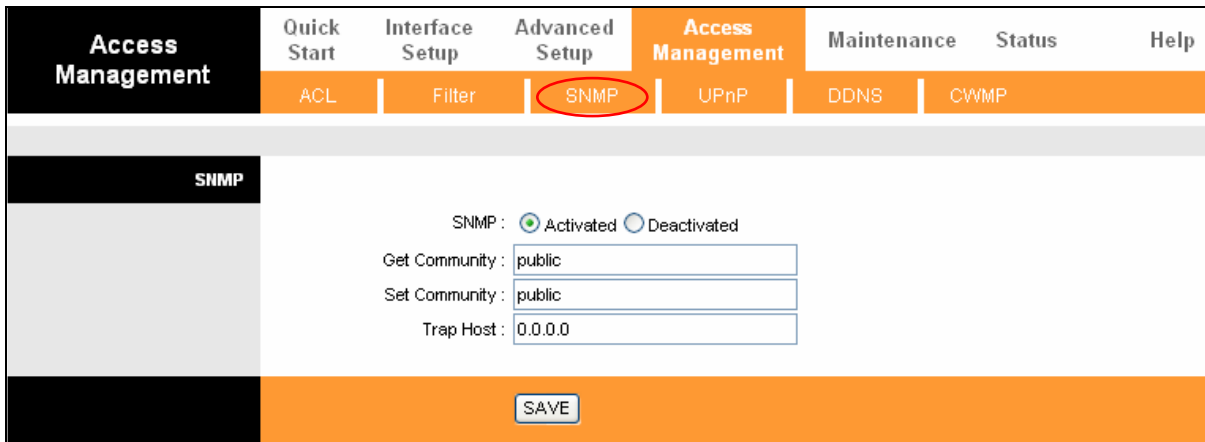 Access Management
Quick Start
Interface Setup
Advanced Setup
Access Management
Maintenance
Status
Help
ACL
Filter
SNMP
UPnP
DDNS
CWMP
SNMP
SNMP : Activated Deactivated
Get Community : public
Set Community : public
Trap Host : 0.0.0.0
SAVE